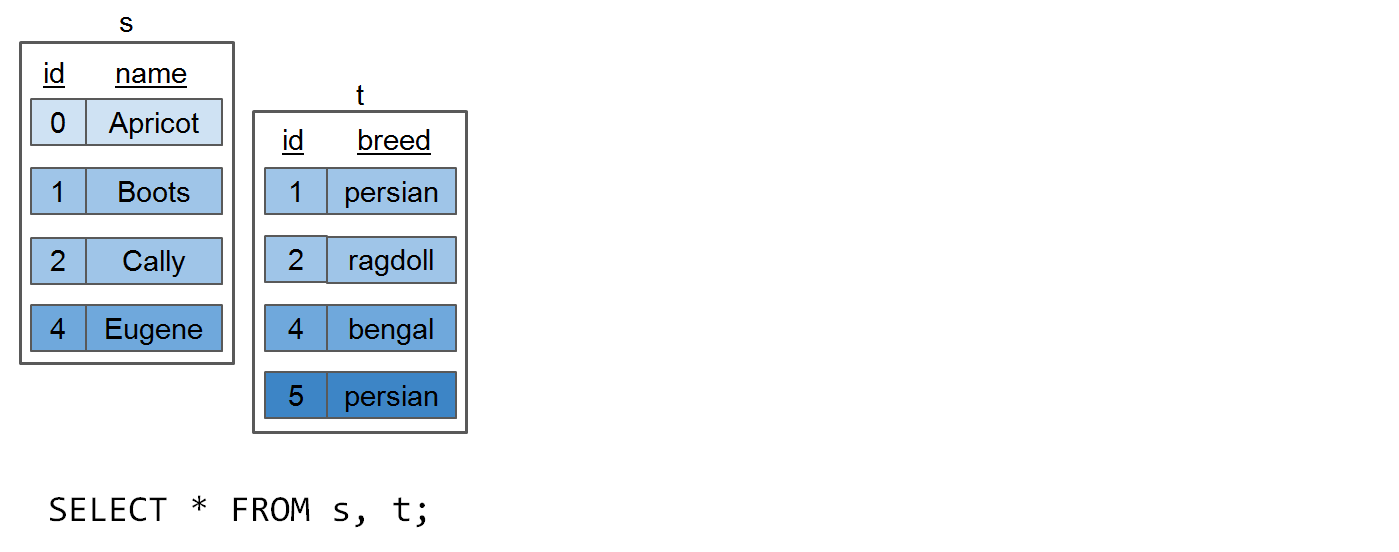 s
id name
0 Apricot
1 Boots
2 Cally
4 Eugene
t
id breed
1 persian
2 ragdoll
4 bengal
5 persian
SELECT * FROM s, t;